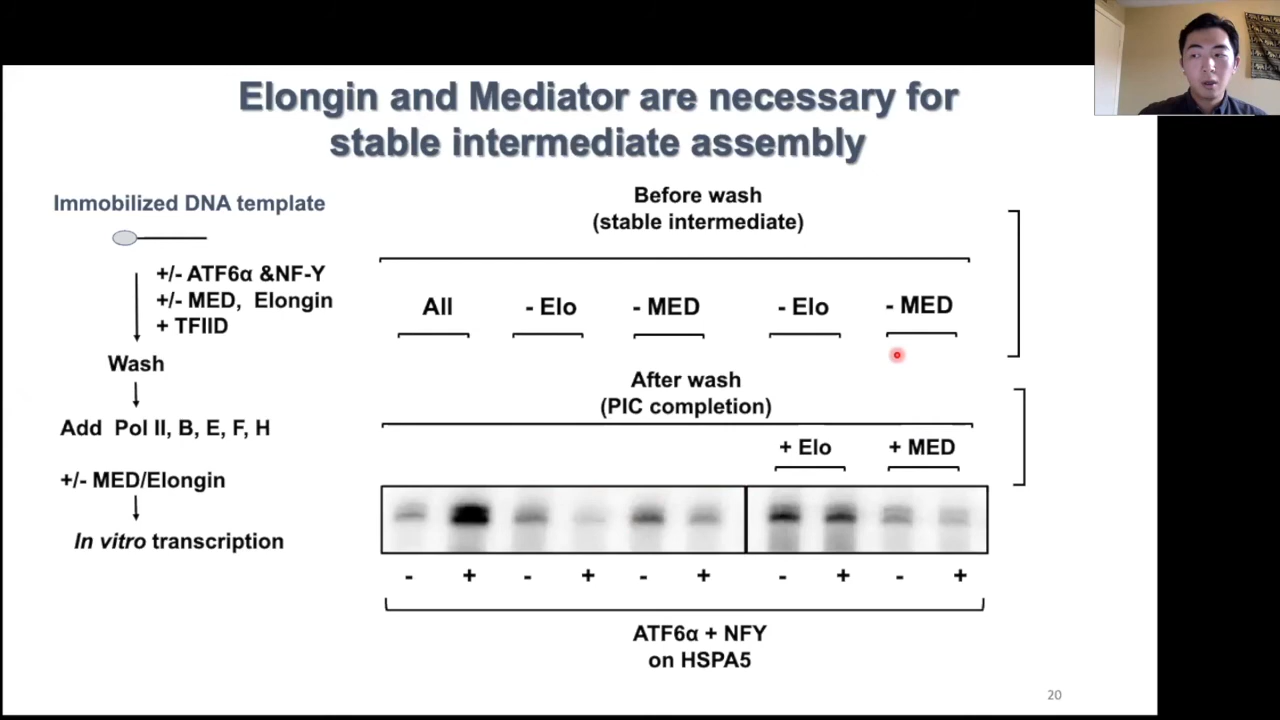 Elongin and Mediator are necessary for
stable intermediate assembly
Immobilized DNA template
+/- ATF6α &NF-Y
+/- MED, Elongin
+ TFIID
Wash
Add Pol II, B, E, F, H
+/- MED/Elongin
In vitro transcription
Before wash
(stable intermediate)
All - Elo - MED - Elo - MED
After wash
(PIC completion)
+ Elo + MED
- + - + - + - + - +
ATF6α + NFY
on HSPA5
20